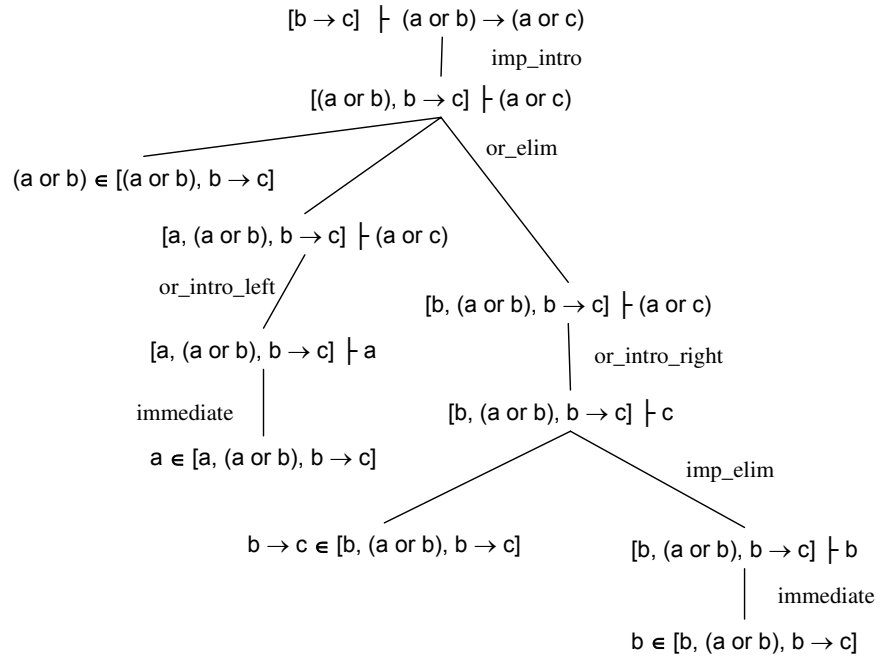 [b → c] ├ (a or b) → (a or c)
imp_intro
[(a or b), b → c] ├ (a or c)
or_elim
(a or b) ∈ [(a or b), b → c]
[a, (a or b), b → c] ├ (a or c)
or_intro_left
[b, (a or b), b → c] ├ (a or c)
[a, (a or b), b → c] ├ a
or_intro_right
immediate
[b, (a or b), b → c] ├ c
a ∈ [a, (a or b), b → c]
imp_elim
b → c ∈ [b, (a or b), b → c]
[b, (a or b), b → c] ├ b
immediate
b ∈ [b, (a or b), b → c]